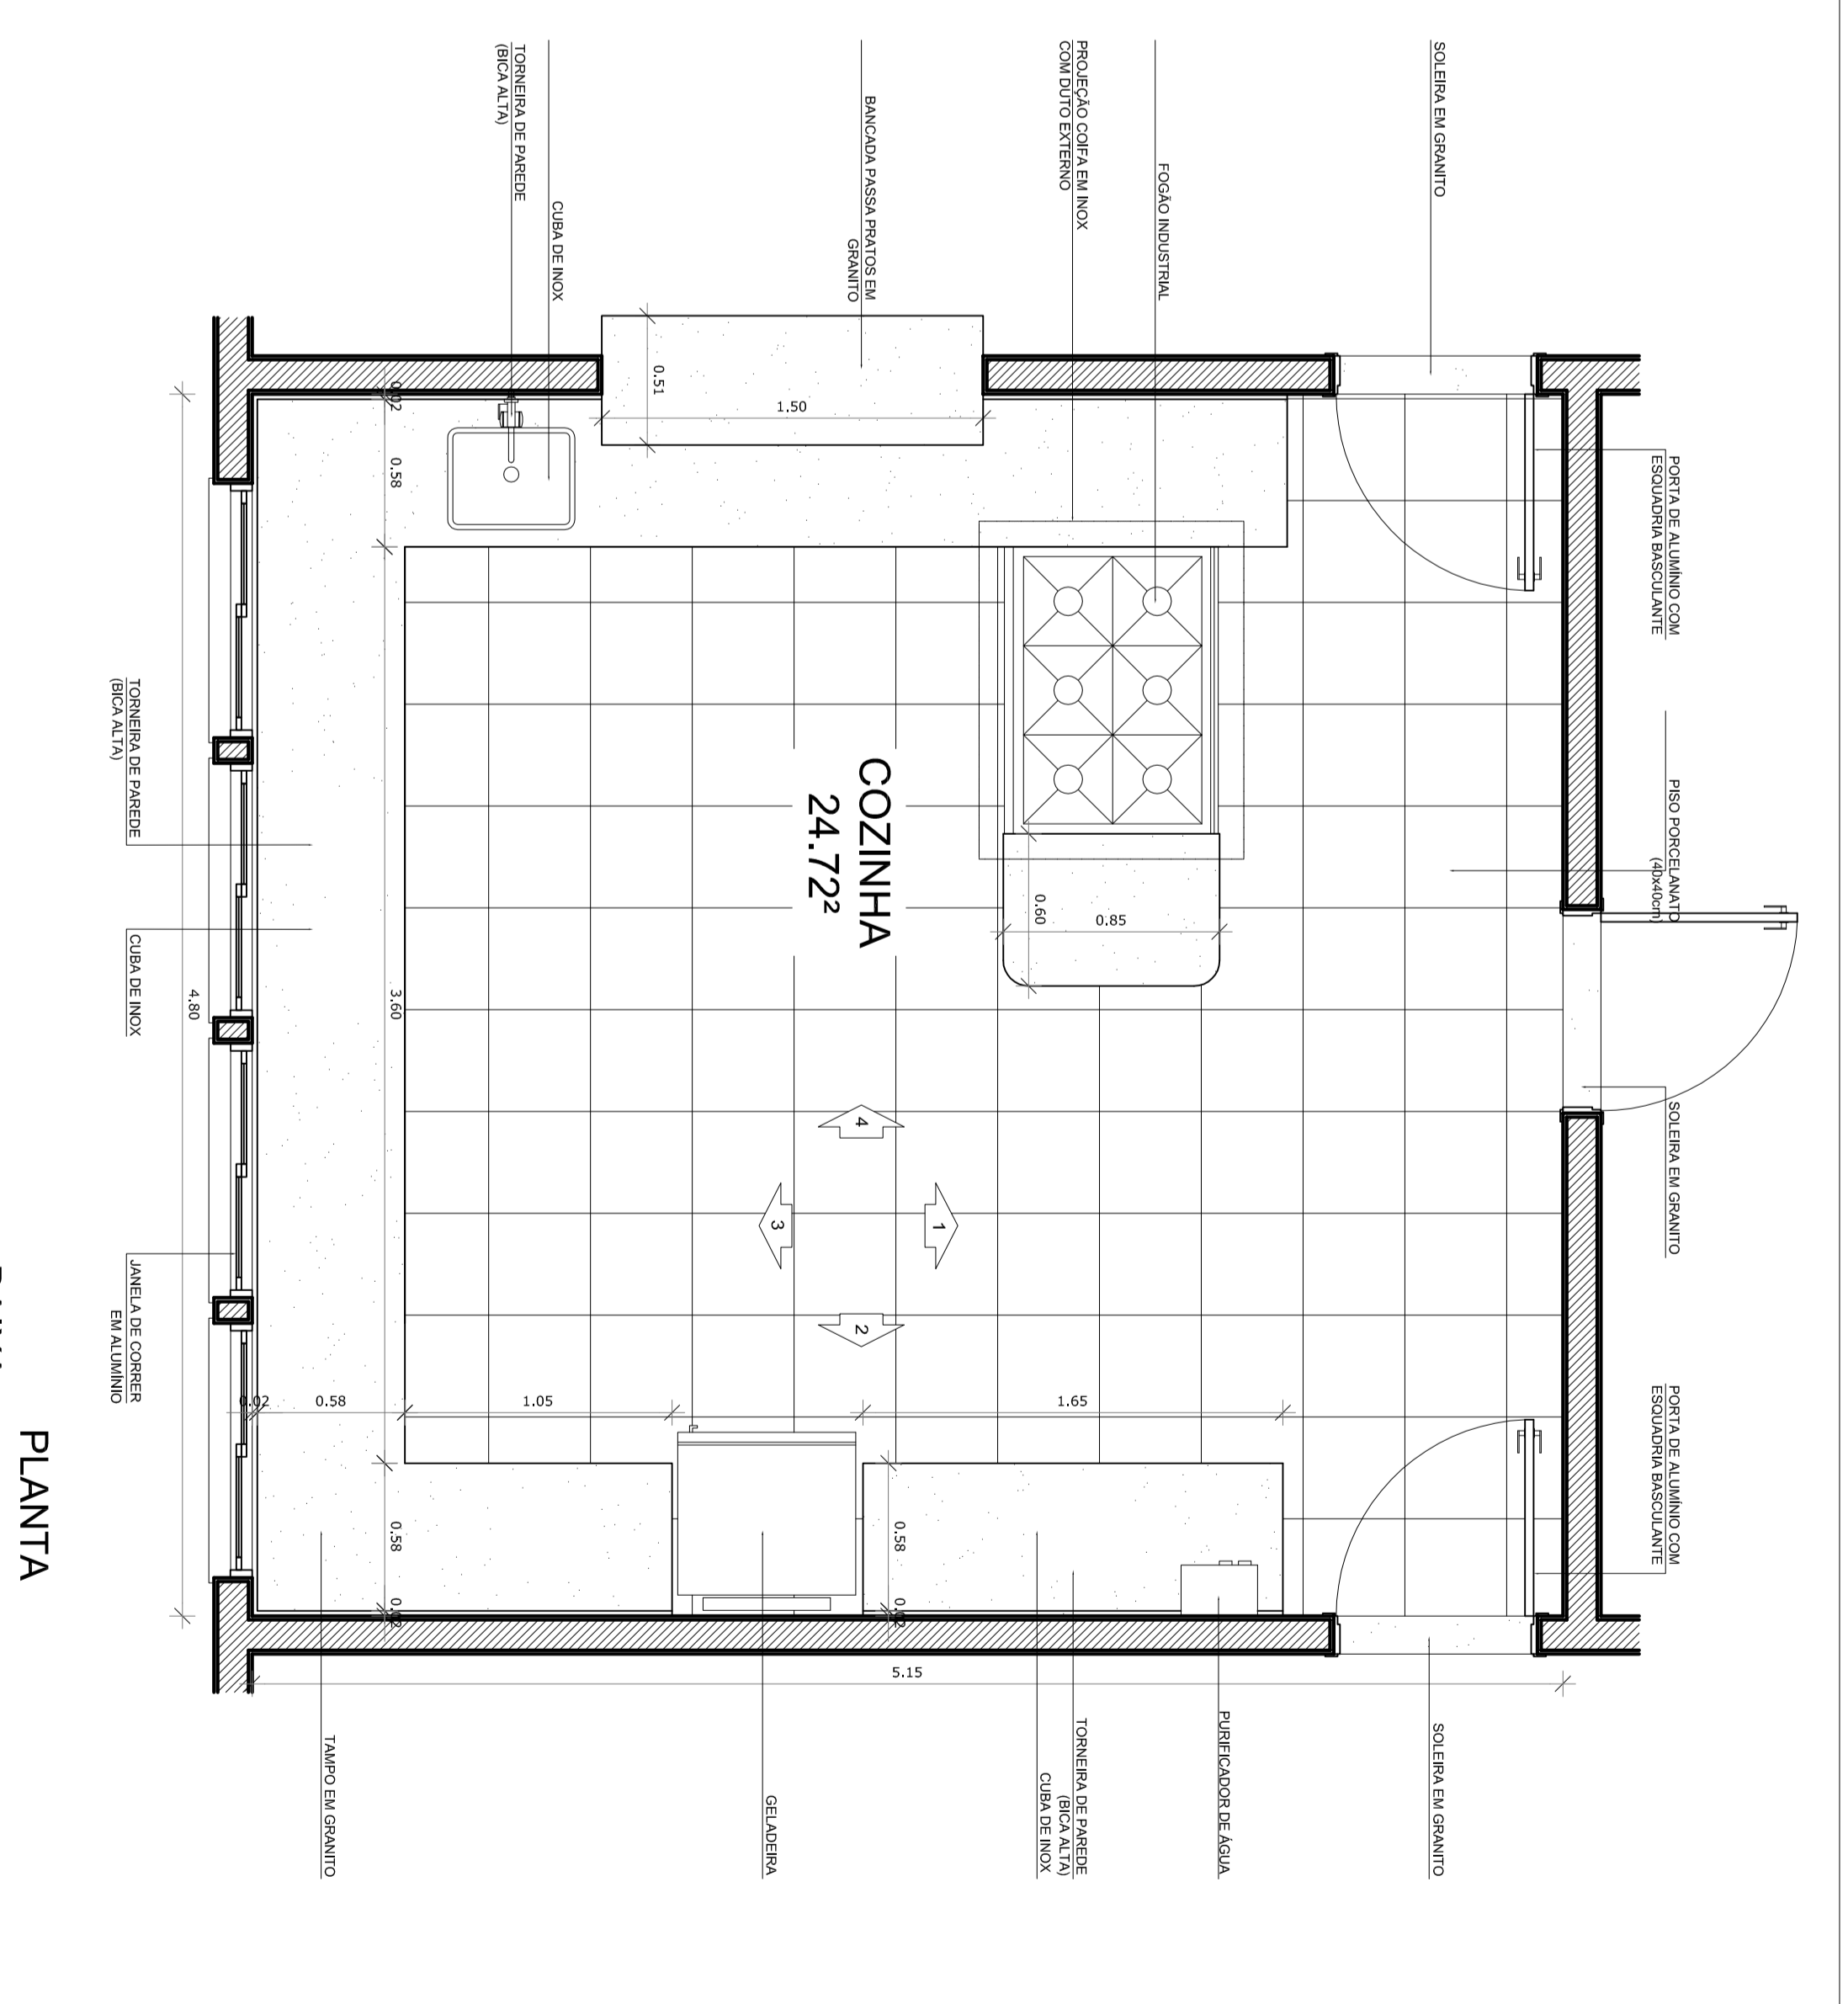 SOLEIRA EM GRANITO
FOGÃO INDUSTRIAL
PROJEÇÃO COIFA EM INOX
COM DUTO EXTERNO
BANCADA PASSA PRATOS EM
GRANITO
CUBA DE INOX
TORNEIRA DE PAREDE
(BICA ALTA)
PORTA DE ALUMÍNIO COM
ESQUADRIA BASCULANTE
PISO PORCELANATO
(40x40cm)
SOLEIRA EM GRANITO
PORTA DE ALUMÍNIO COM
ESQUADRIA BASCULANTE
0.51
1.50
0.02
0.58
COZINHA
24.72²
0.60
0.85
3.60
4.80
4
3
1
2
0.02
0.58
1.05
1.65
0.58
0.02
0.58
0.02
5.15
TORNEIRA DE PAREDE
(BICA ALTA)
CUBA DE INOX
JANELA DE CORRER
EM ALUMÍNIO
SOLEIRA EM GRANITO
PURIFICADOR DE ÁGUA
TORNEIRA DE PAREDE
(BICA ALTA)
CUBA DE INOX
GELADEIRA
TAMPO EM GRANITO
PLANTA